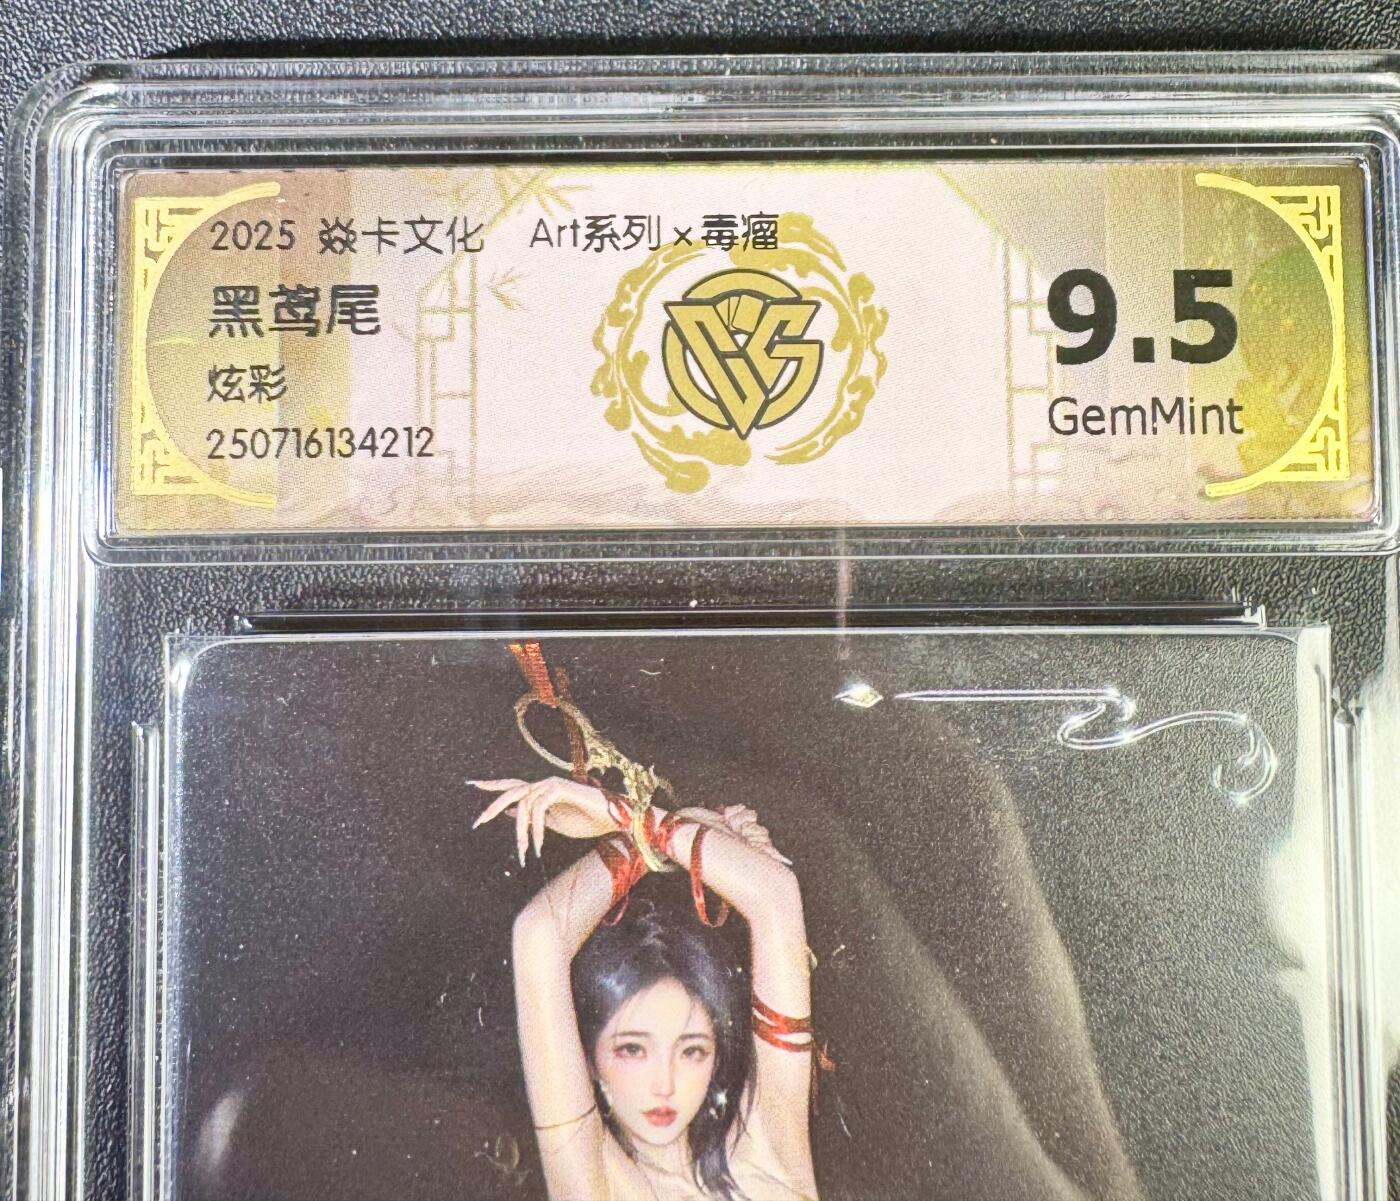 2025 焱卡文化 Art系列×毒瘤
黑鸢尾
炫彩
250716134212
9.5
GemMint